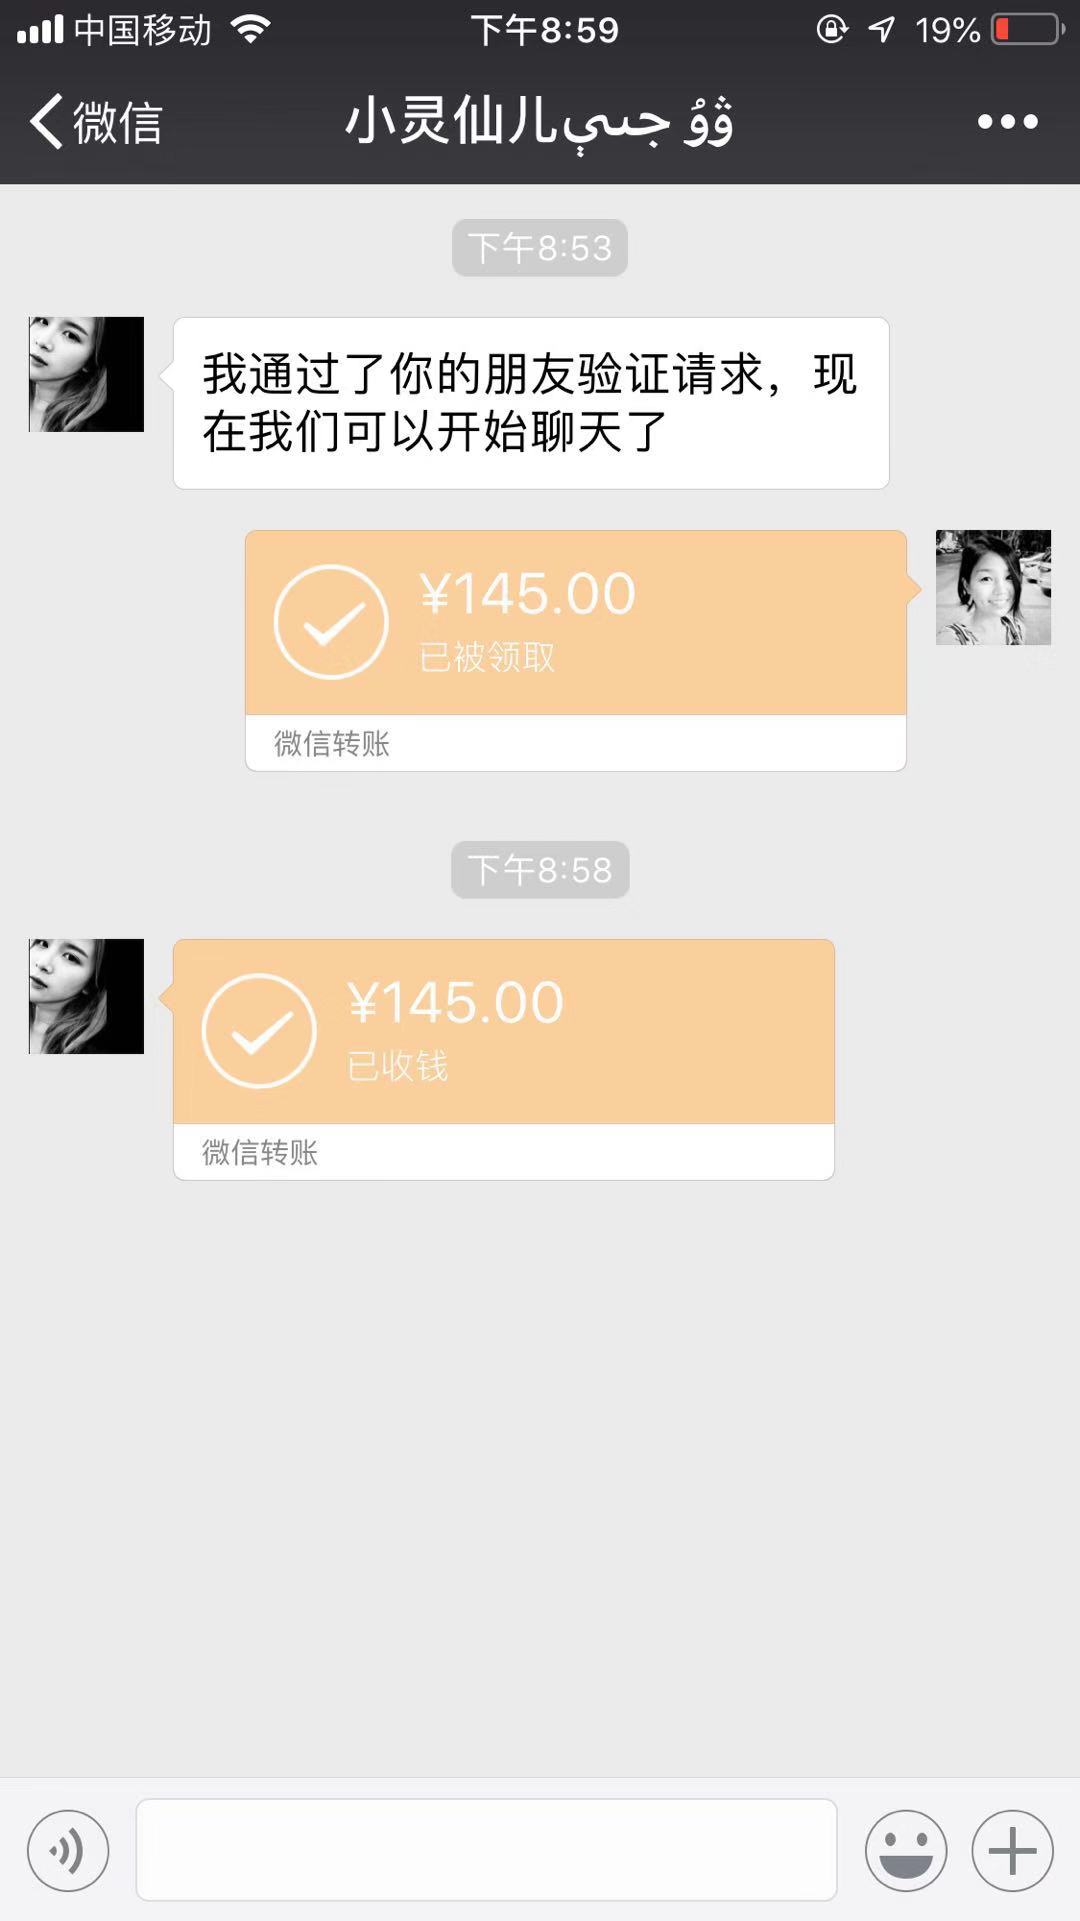 中国移动 下午8:59 19%
微信 小灵仙儿ۋۇ جىي
下午8:53
我通过了你的朋友验证请求，现
在我们可以开始聊天了
¥145.00
已被领取
微信转账
下午8:58
¥145.00
已收钱
微信转账